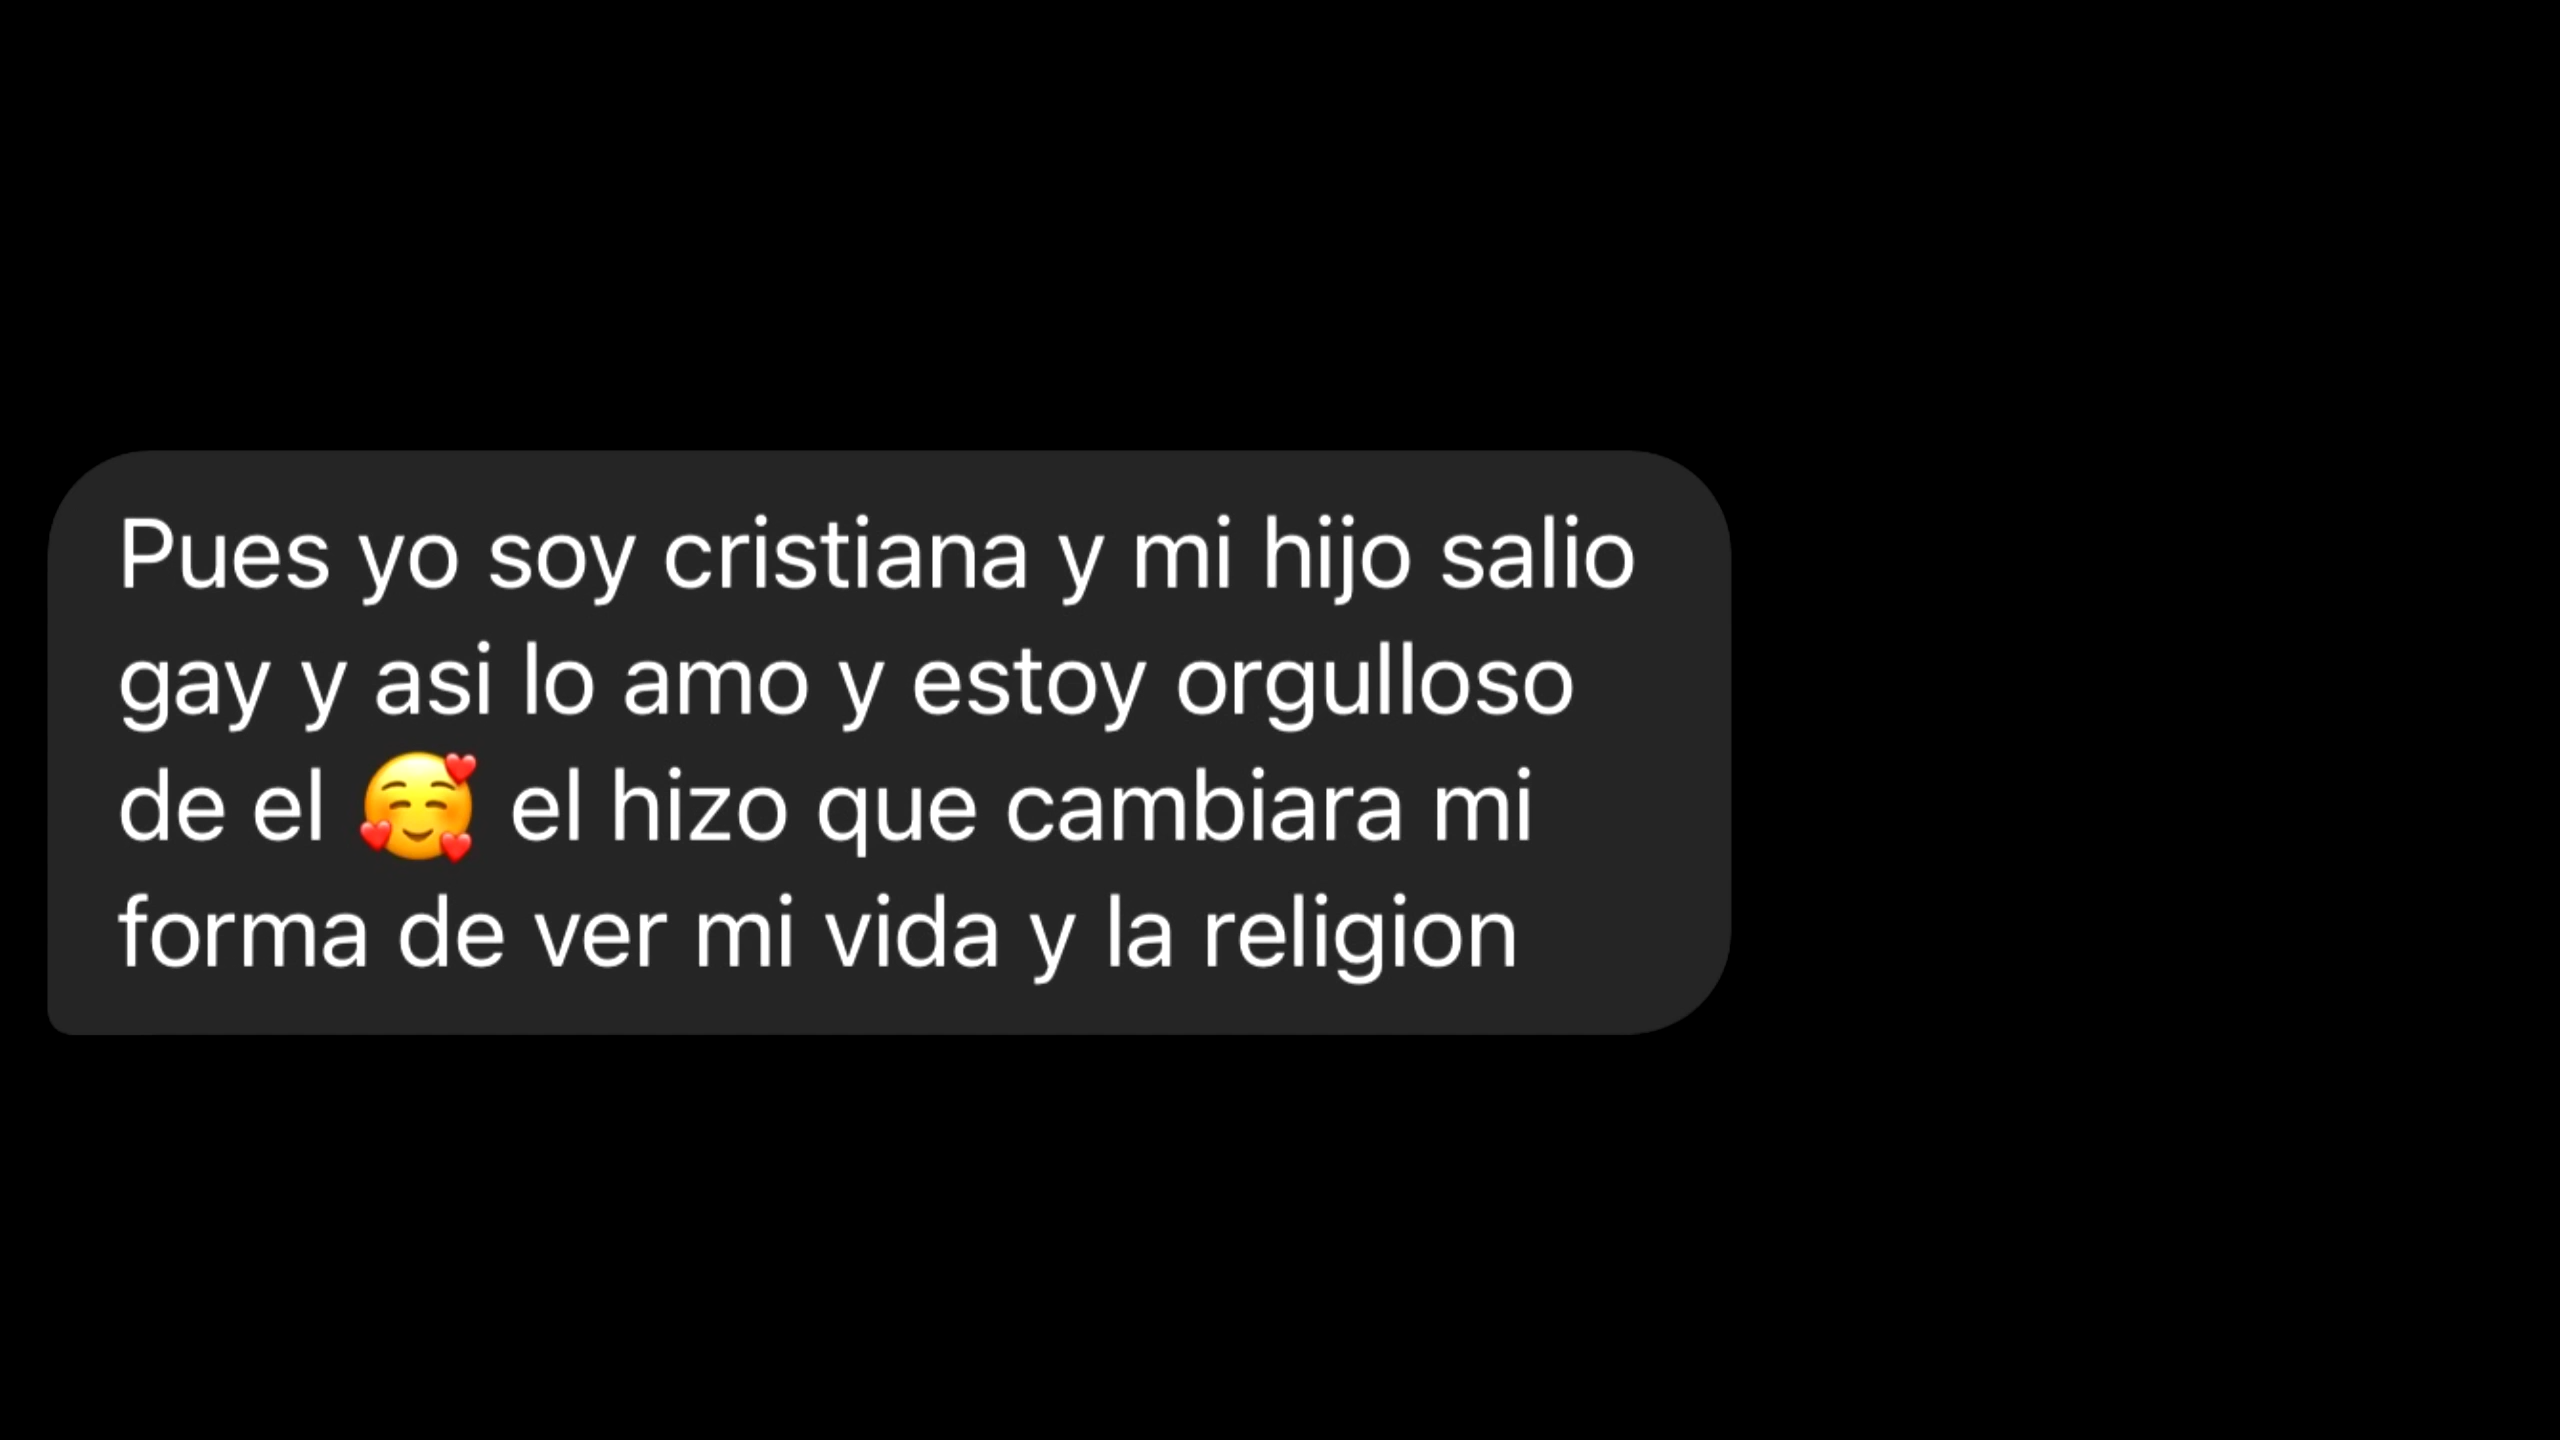 Pues yo soy cristiana y mi hijo salio
gay y asi lo amo y estoy orgulloso
de el 🥰 el hizo que cambiara mi
forma de ver mi vida y la religion